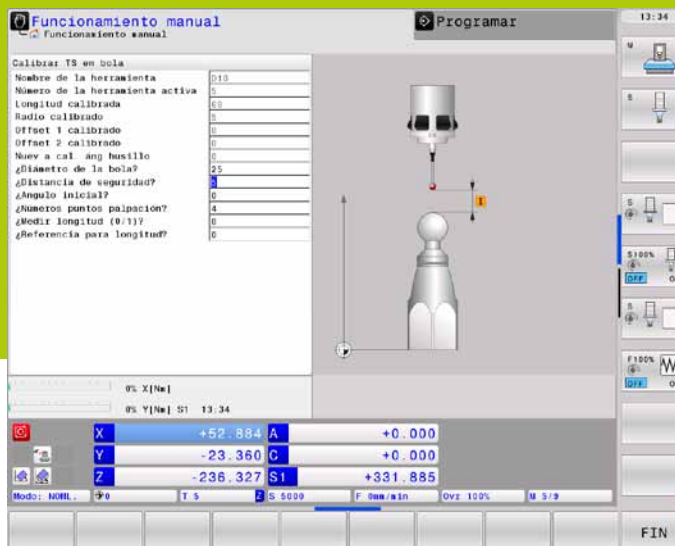 Funcionamiento manual
Funcionamiento manual
Programar
13:34
Calibrar TS en bola
Nombre de la herramienta D10
Número de la herramienta activa 5
Longitud calibrada 60
Radio calibrado 5
Offset 1 calibrado 0
Offset 2 calibrado 0
Nuev a cal. áng husillo 0
¿Diámetro de la bola? 25
¿Distancia de seguridad?
¿Angulo inicial? 0
¿Números puntos palpación? 4
¿Medir longitud (0/1)? 0
¿Referencia para longitud? 0
I
M
S
S
S100%
OFF
S
F100%
OFF
0% X[Nm]
0% Y[Nm] S1 13:34
X +52.884 A +0.000
Y -23.360 C +0.000
Z -236.327 S1 +331.885
Modo: NOML. 0 T 5 Z S 5000 F 0mm/min Ovr 100% M 5/9
FIN